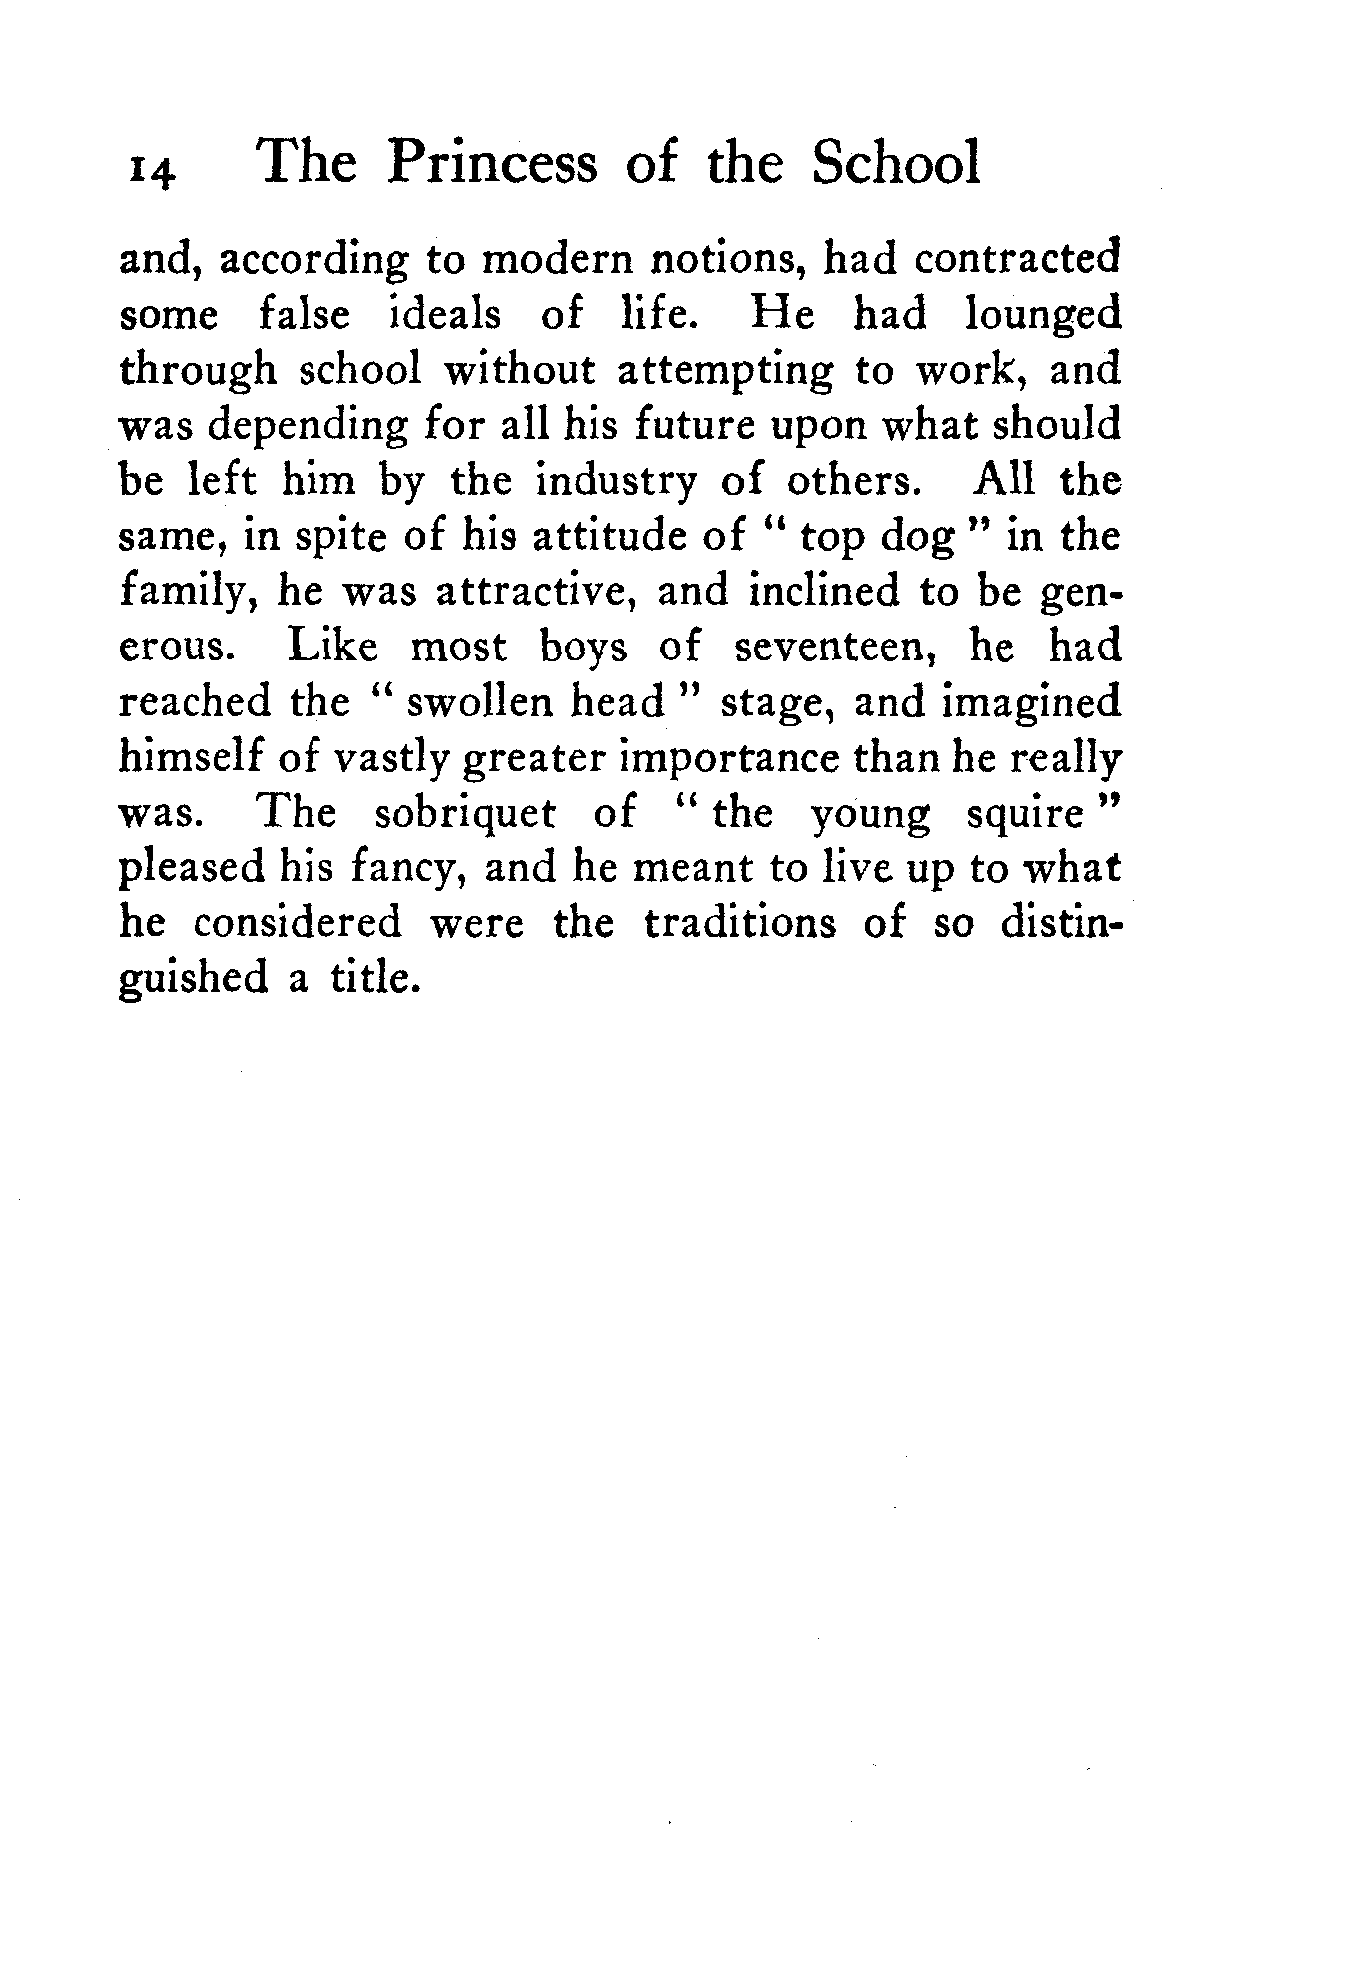 14 The Princess of the School
and, according to modern notions, had contracted
some false ideals of life. He had lounged
through school without attempting to work, and
was depending for all his future upon what should
be left him by the industry of others. All the
same, in spite of his attitude of “ top dog ” in the
family, he was attractive, and inclined to be gen-
erous. Like most boys of seventeen, he had
reached the “ swollen head ” stage, and imagined
himself of vastly greater importance than he really
was. The sobriquet of “ the young squire ”
pleased his fancy, and he meant to live up to what
he considered were the traditions of so distin-
guished a title.